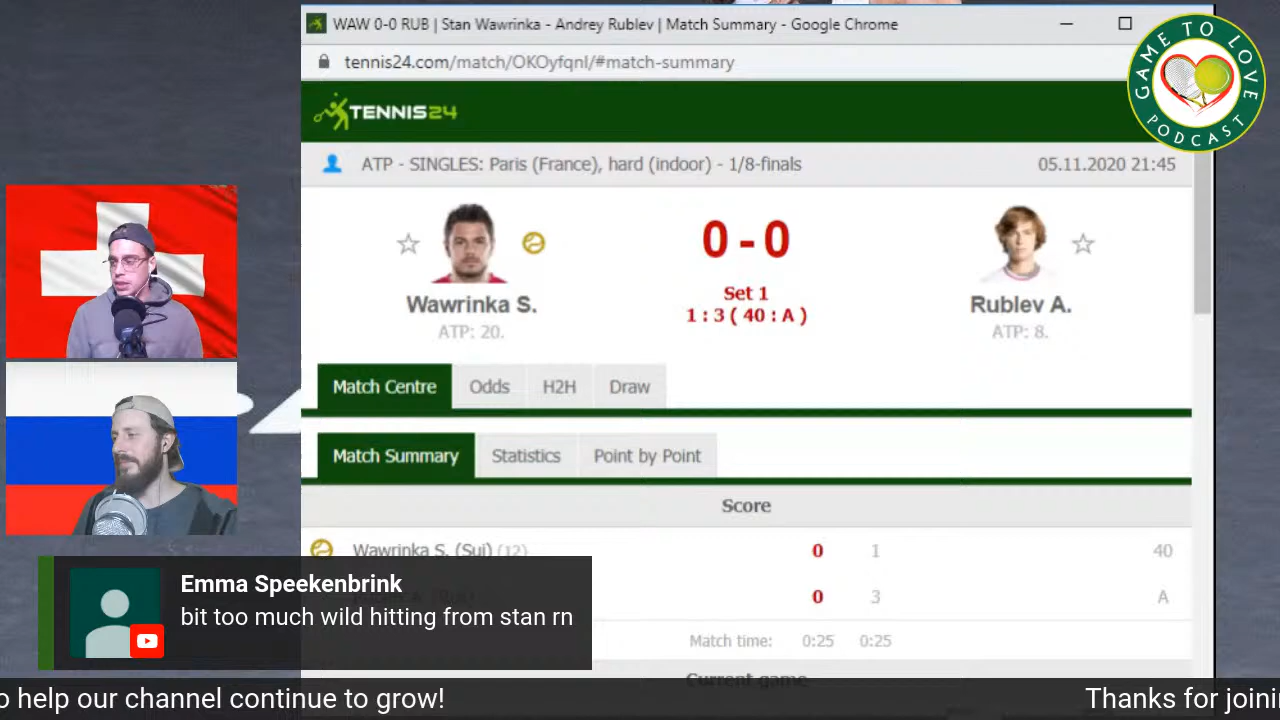 WAW 0-0 RUB | Stan Wawrinka - Andrey Rublev | Match Summary - Google Chrome
tennis24.com/match/OKOyfqnI/#match-summary
GAME TO LOVE
PODCAST
TENNIS24
ATP - SINGLES: Paris (France), hard (indoor) - 1/8-finals
05.11.2020 21:45
0 - 0
Set 1
1 : 3 ( 40 : A )
Wawrinka S.
ATP: 20.
Rublev A.
ATP: 8.
Match Centre
Odds
H2H
Draw
Match Summary
Statistics
Point by Point
Score
Wawrinka S. (Sui) (12)
0
1
40
0
3
A
Match time:
0:25
0:25
Current game
Emma Speekenbrink
bit too much wild hitting from stan rn
o help our channel continue to grow!
Thanks for joini